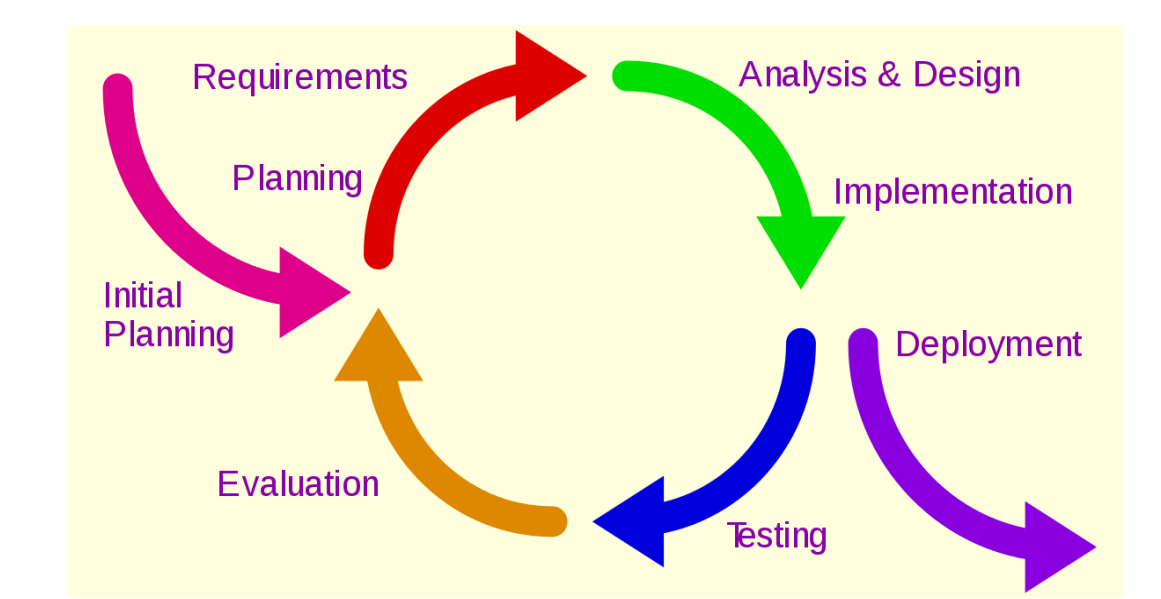 Requirements
Analysis & Design
Planning
Implementation
Initial
Planning
Deployment
Evaluation
Testing